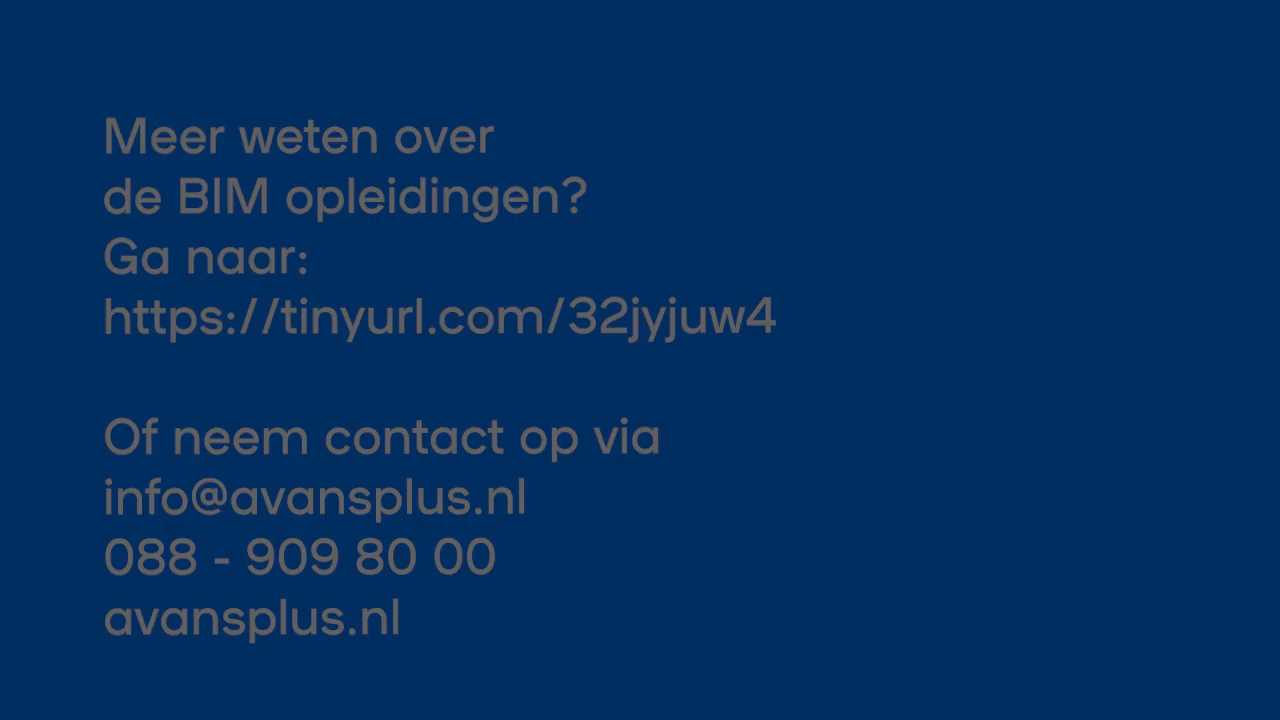 Meer weten over
de BIM opleidingen?
Ga naar:
https://tinyurl.com/32jyjuw4
Of neem contact op via
info@avansplus.nl
088 - 909 80 00
avansplus.nl